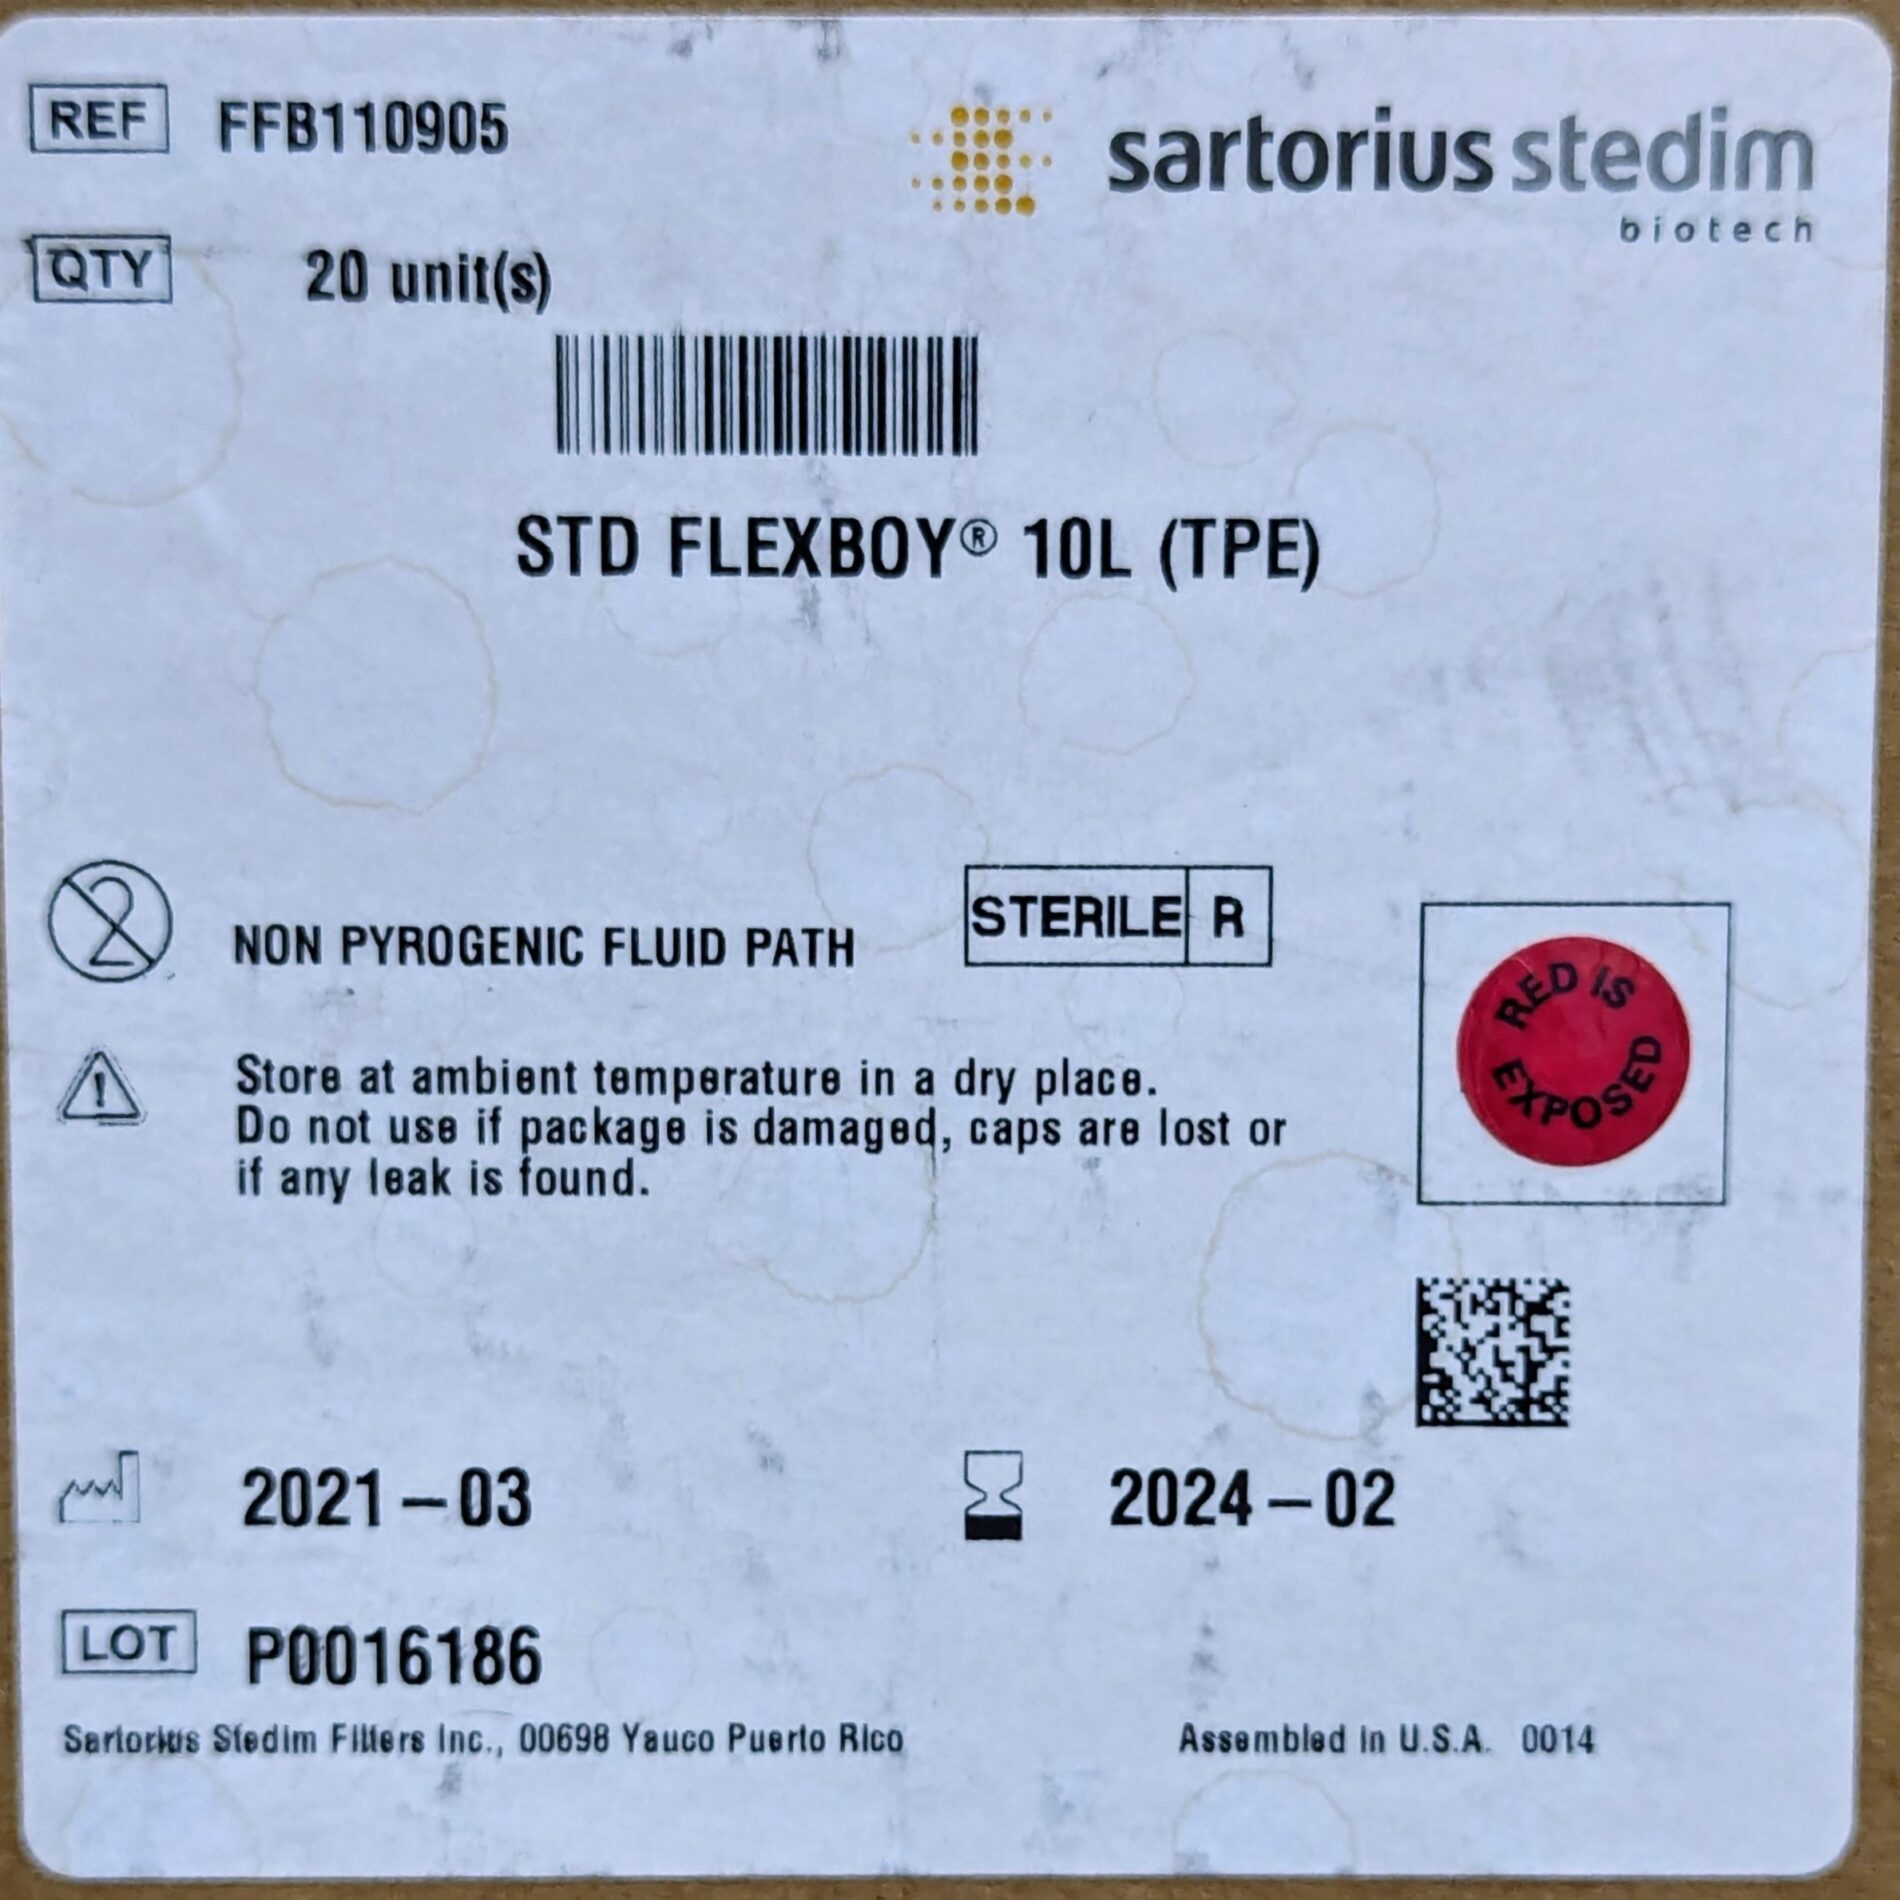 REF FFB110905
sartorius stedim
biotech
QTY 20 unit(s)
STD FLEXBOY® 10L (TPE)
2 NON PYROGENIC FLUID PATH
STERILE R
RED IS
EXPOSED
! Store at ambient temperature in a dry place.
Do not use if package is damaged, caps are lost or
if any leak is found.
2021-03
2024-02
LOT P0016186
Sartorius Stedim Filters Inc., 00698 Yauco Puerto Rico
Assembled in U.S.A. 0014